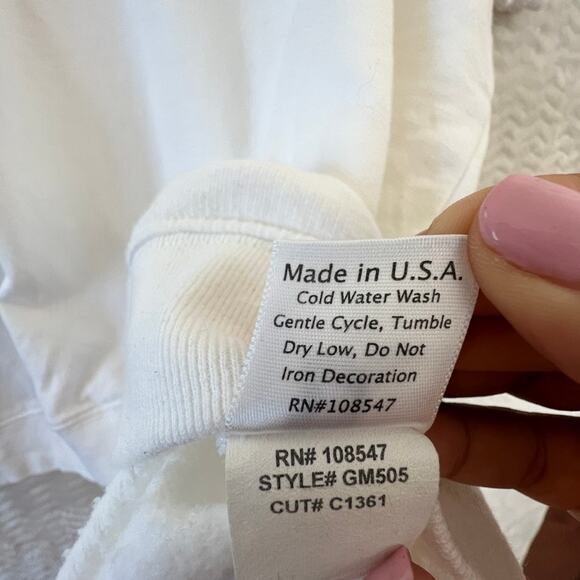 Made in U.S.A.
Cold Water Wash
Gentle Cycle, Tumble
Dry Low, Do Not
Iron Decoration
RN#108547
RN# 108547
STYLE# GM505
CUT# C1361